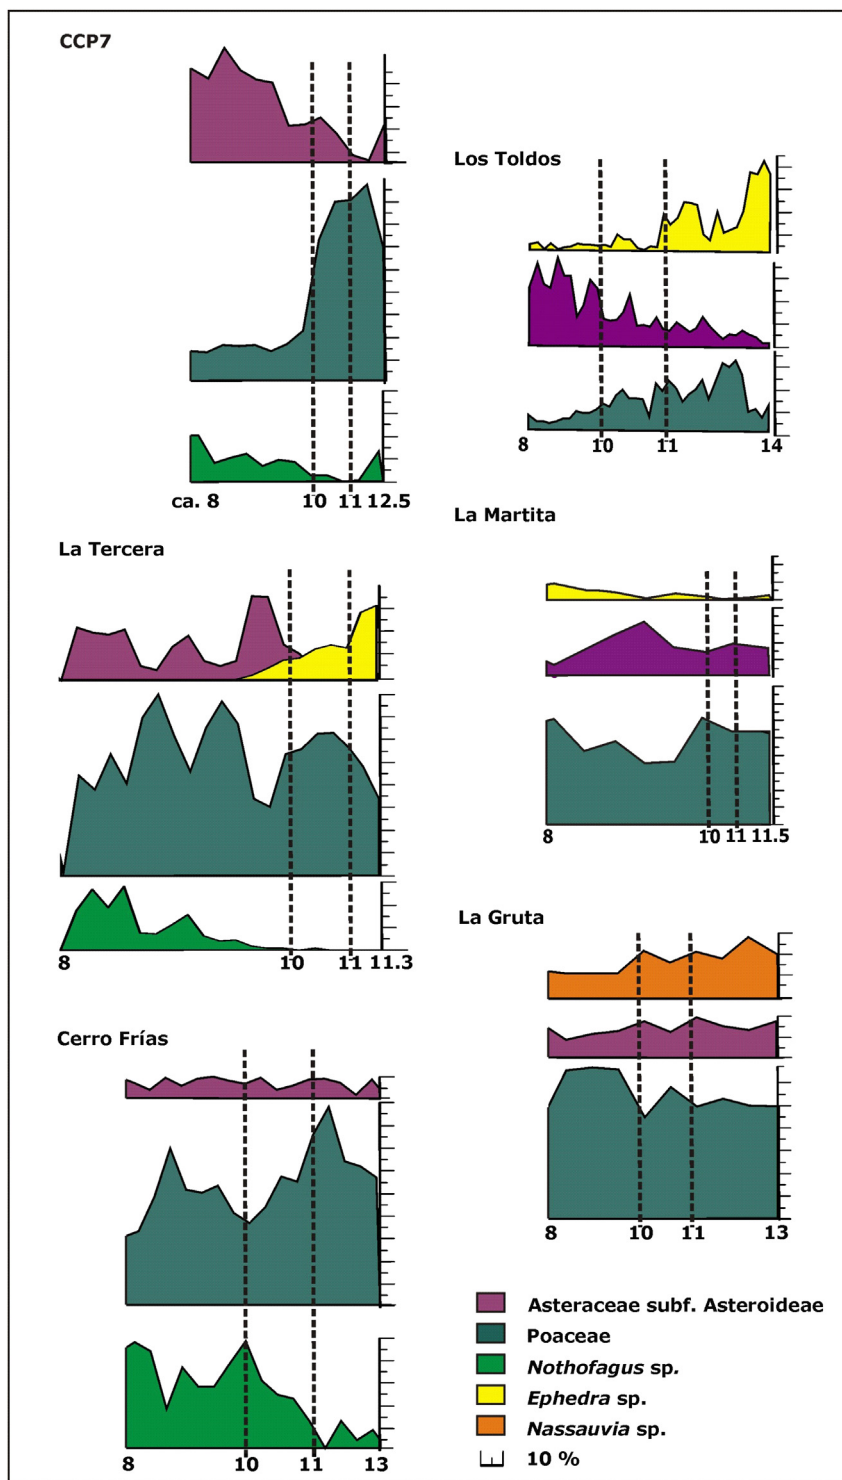 CCP7
ca. 8 10 11 12.5
Los Toldos
8 10 11 14
La Tercera
8 10 11 11.3
La Martita
8 10 11 11.5
Cerro Frías
8 10 11 13
La Gruta
8 10 11 13
Asteraceae subf. Asteroideae
Poaceae
Nothofagus sp.
Ephedra sp.
Nassauvia sp.
10 %